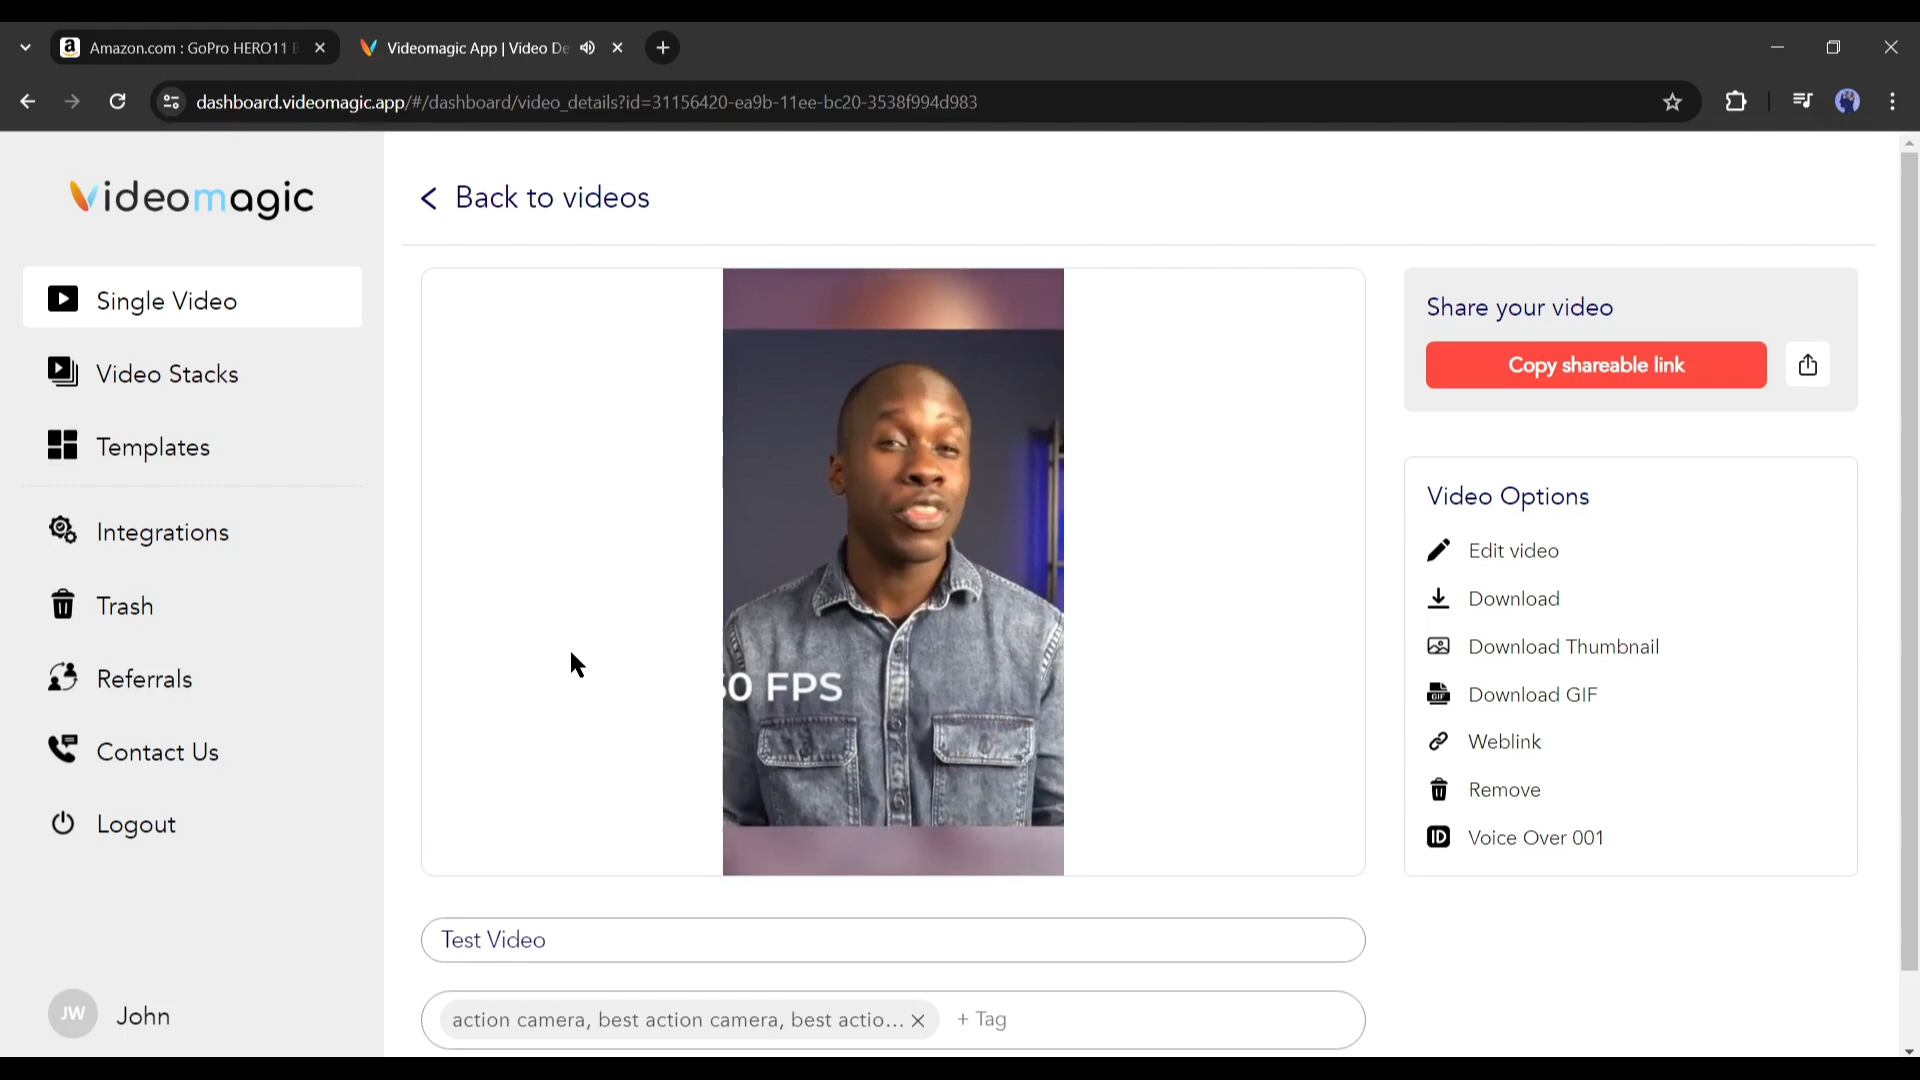 Amazon.com : GoPro HERO11 B
Videomagic App | Video De
dashboard.videomagic.app/#/dashboard/video_details?id=31156420-ea9b-11ee-bc20-3538f994d983
videomagic
Back to videos
Single Video
Video Stacks
Templates
Integrations
Trash
Referrals
Contact Us
Logout
JW
John
60 FPS
Test Video
action camera, best action camera, best actio...
+ Tag
Share your video
Copy shareable link
Video Options
Edit video
Download
Download Thumbnail
GIF
Download GIF
Weblink
Remove
ID
Voice Over 001